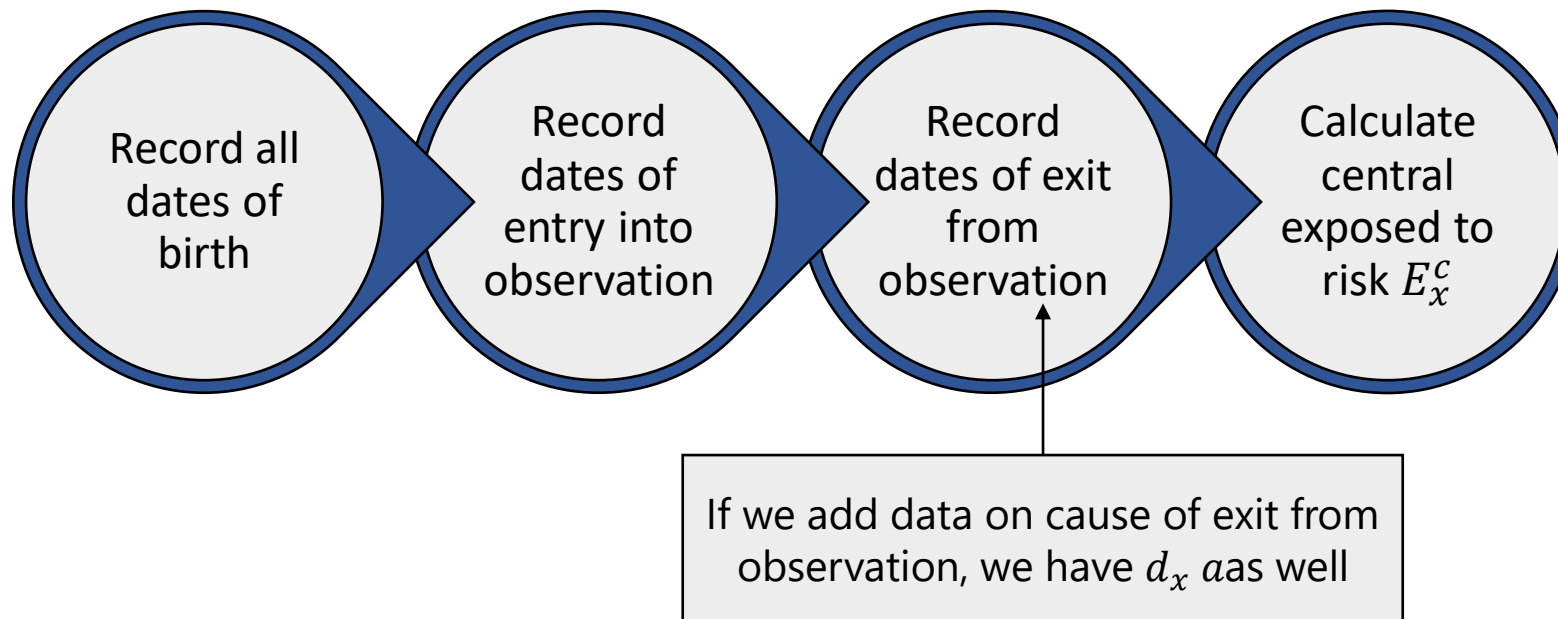 Record all
dates of
birth
Record
dates of
entry into
observation
Record
dates of exit
from
observation
Calculate
central
exposed to
risk $E_x^c$
If we add data on cause of exit from
observation, we have $d_x$ $a$as well